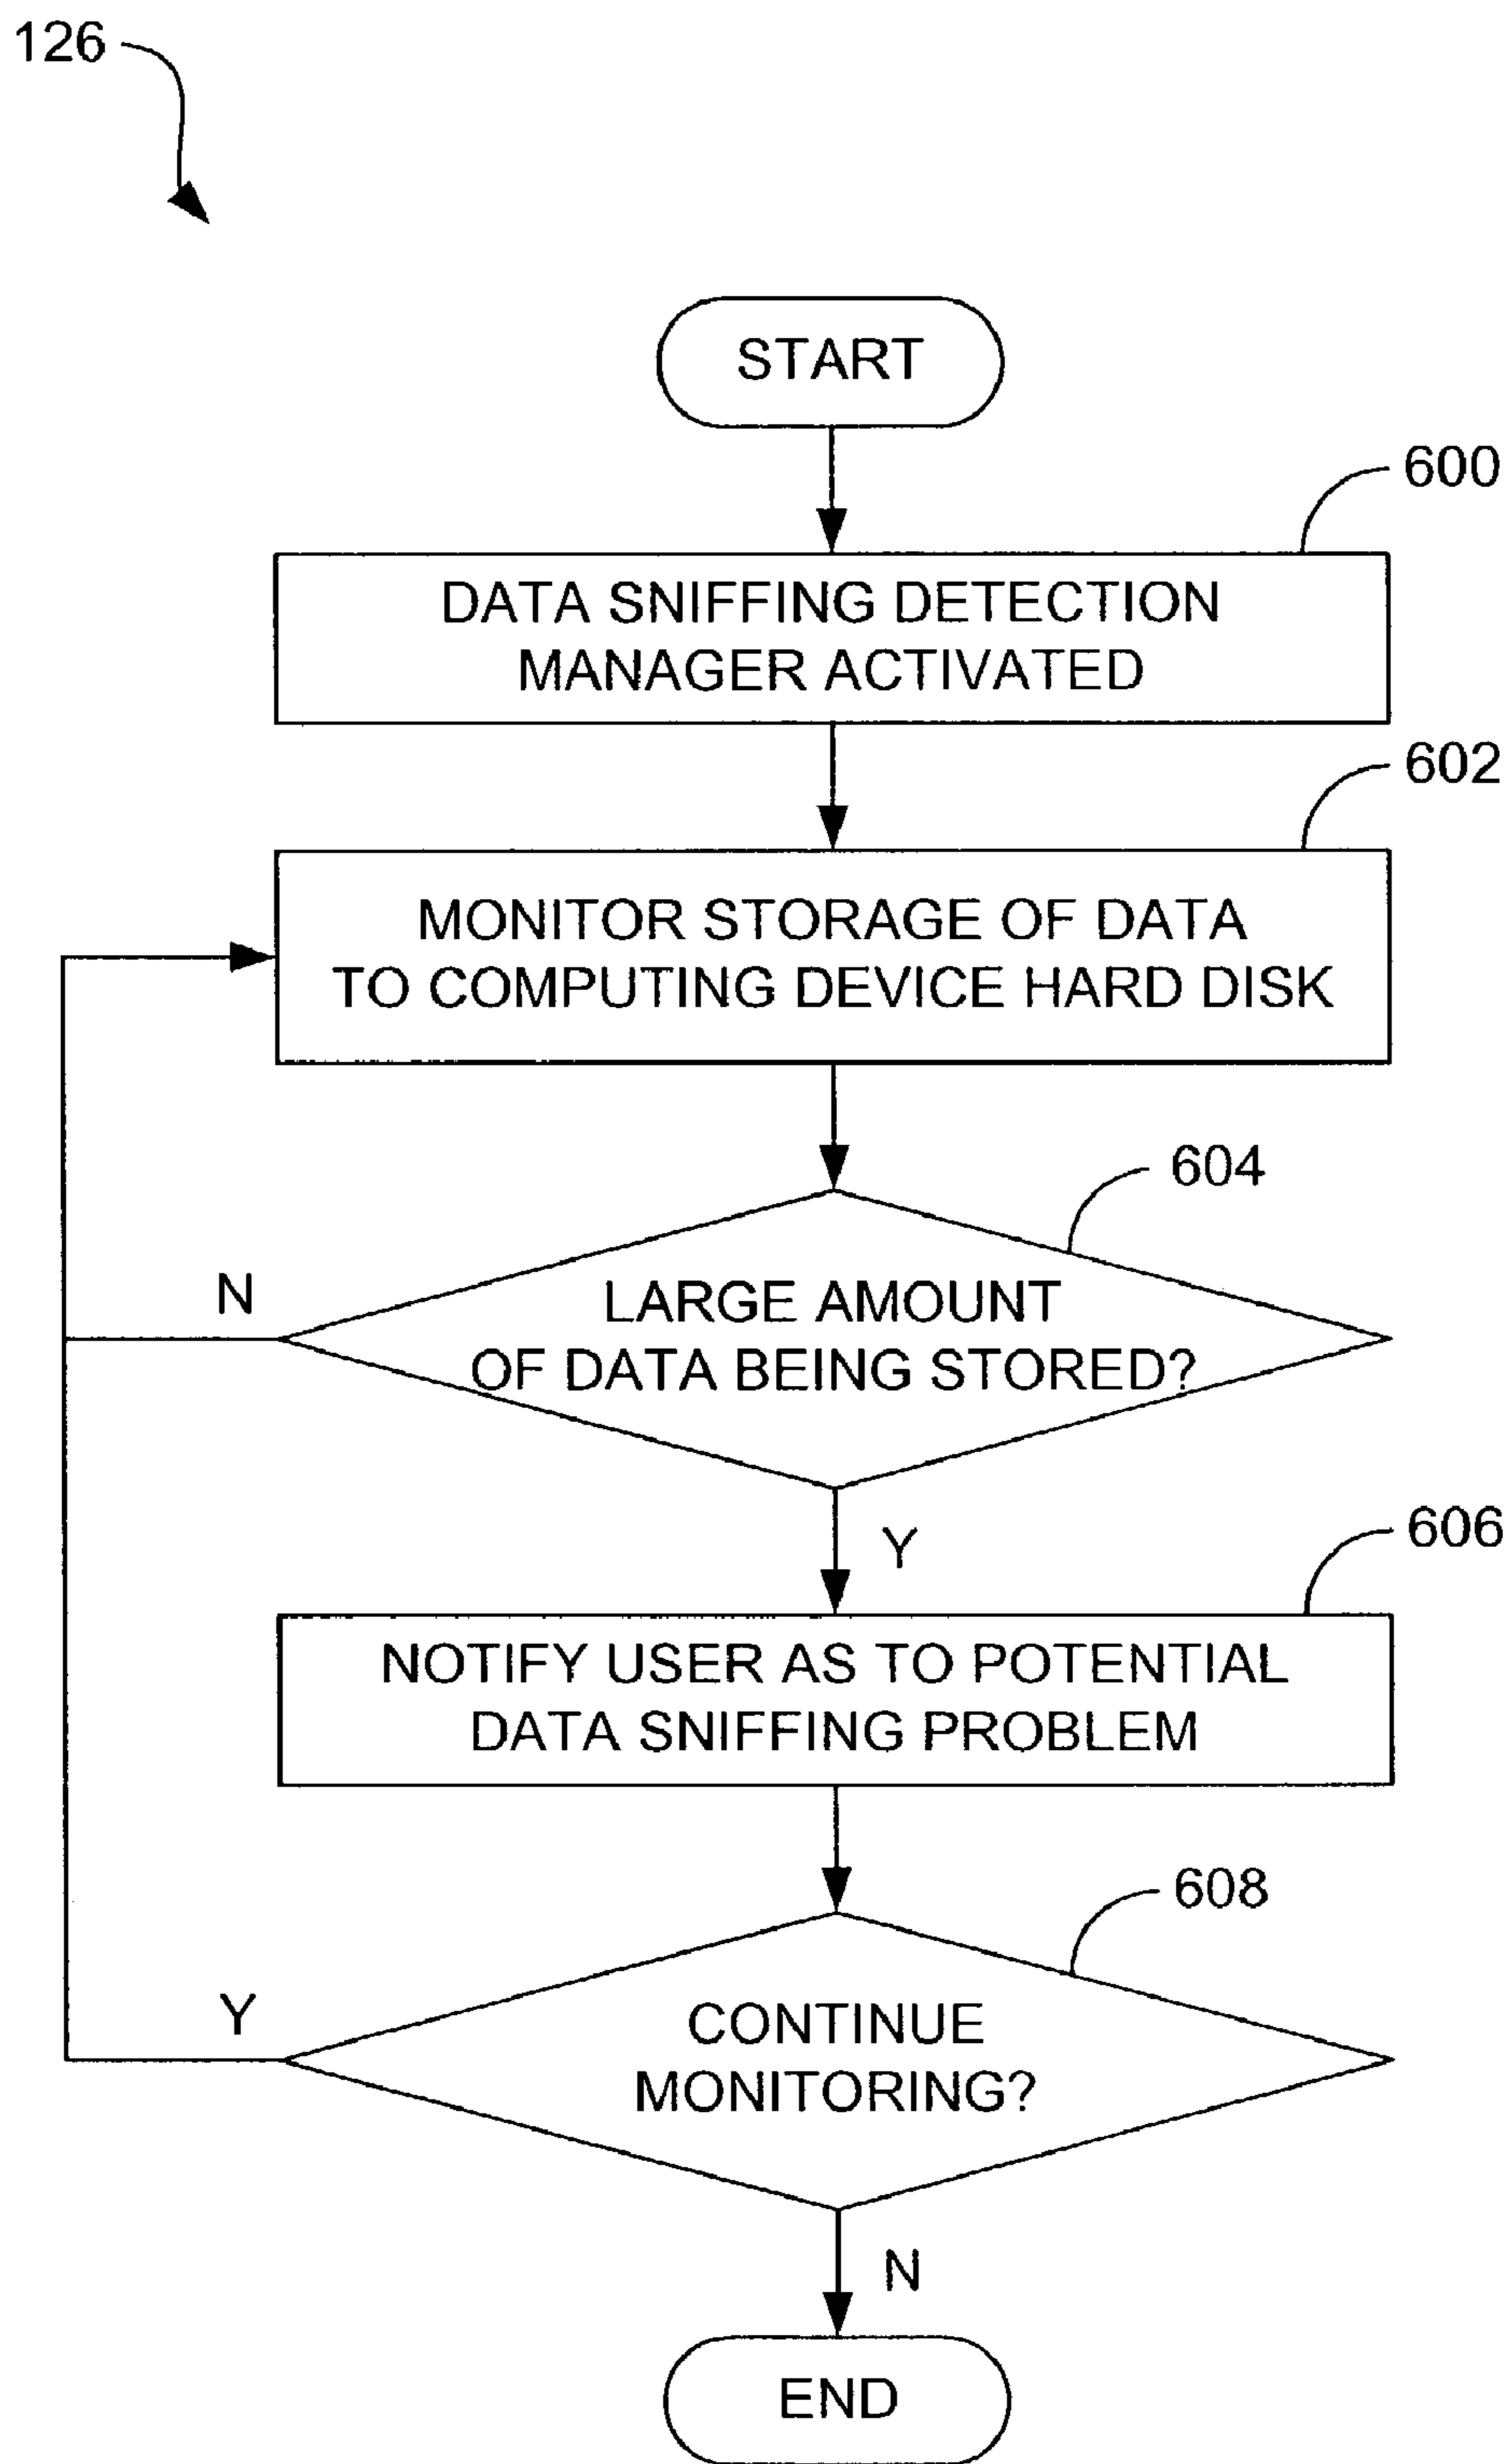 126
START
600
DATA SNIFFING DETECTION
MANAGER ACTIVATED
602
MONITOR STORAGE OF DATA
TO COMPUTING DEVICE HARD DISK
604
N
LARGE AMOUNT
OF DATA BEING STORED?
Y
606
NOTIFY USER AS TO POTENTIAL
DATA SNIFFING PROBLEM
608
Y
CONTINUE
MONITORING?
N
END